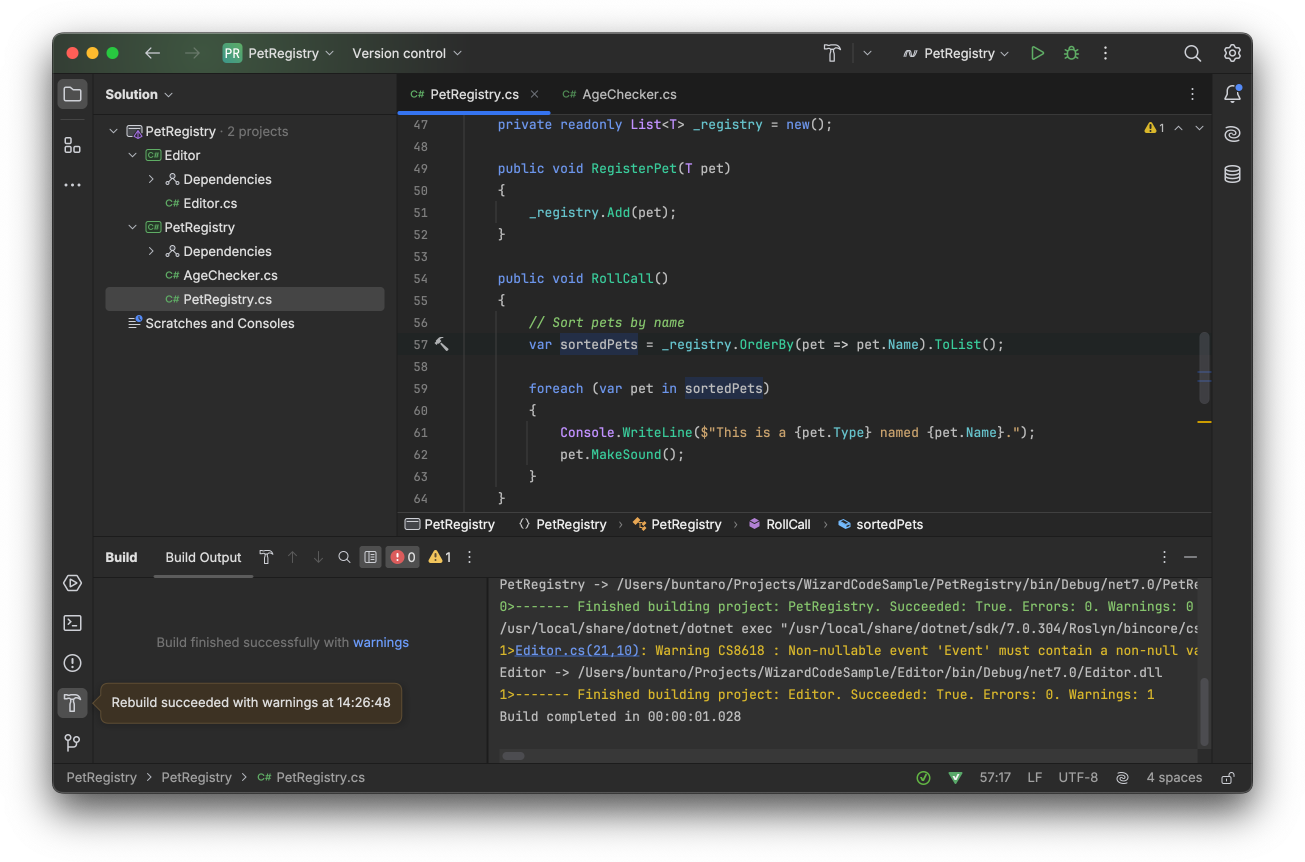 PR PetRegistry Version control PetRegistry
Solution
PetRegistry · 2 projects
C# Editor
Dependencies
C# Editor.cs
C# PetRegistry
Dependencies
C# AgeChecker.cs
C# PetRegistry.cs
Scratches and Consoles
C# PetRegistry.cs C# AgeChecker.cs
1
47 private readonly List<T> _registry = new();
48
49 public void RegisterPet(T pet)
50 {
51 _registry.Add(pet);
52 }
53
54 public void RollCall()
55 {
56 // Sort pets by name
57 var sortedPets = _registry.OrderBy(pet => pet.Name).ToList();
58
59 foreach (var pet in sortedPets)
60 {
61 Console.WriteLine($"This is a {pet.Type} named {pet.Name}.");
62 pet.MakeSound();
63 }
64 }
PetRegistry PetRegistry PetRegistry RollCall sortedPets
Build Build Output 0 1
Build finished successfully with warnings
Rebuild succeeded with warnings at 14:26:48
PetRegistry -> /Users/buntaro/Projects/WizardCodeSample/PetRegistry/bin/Debug/net7.0/PetRe
0>------- Finished building project: PetRegistry. Succeeded: True. Errors: 0. Warnings: 0
/usr/local/share/dotnet/dotnet exec "/usr/local/share/dotnet/sdk/7.0.304/Roslyn/bincore/cs
1>Editor.cs(21,10): Warning CS8618 : Non-nullable event 'Event' must contain a non-null va
Editor -> /Users/buntaro/Projects/WizardCodeSample/Editor/bin/Debug/net7.0/Editor.dll
1>------- Finished building project: Editor. Succeeded: True. Errors: 0. Warnings: 1
Build completed in 00:00:01.028
PetRegistry > PetRegistry > C# PetRegistry.cs
57:17 LF UTF-8 4 spaces